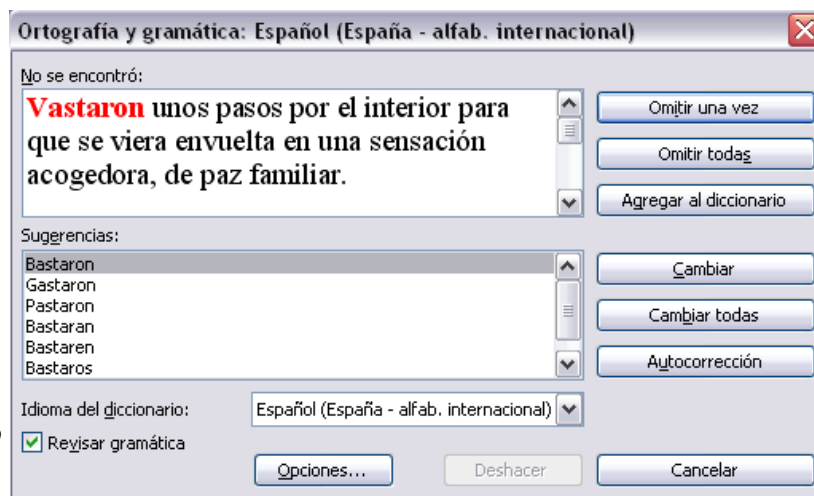 Ortografía y gramática: Español (España - alfab. internacional)
No se encontró:
Vastaron unos pasos por el interior para
que se viera envuelta en una sensación
acogedora, de paz familiar.
Omitir una vez
Omitir todas
Agregar al diccionario
Sugerencias:
Bastaron
Gastaron
Pastaron
Bastaran
Bastaren
Bastaros
Cambiar
Cambiar todas
Autocorrección
Idioma del diccionario:
Español (España - alfab. internacional)
Revisar gramática
Opciones...
Deshacer
Cancelar